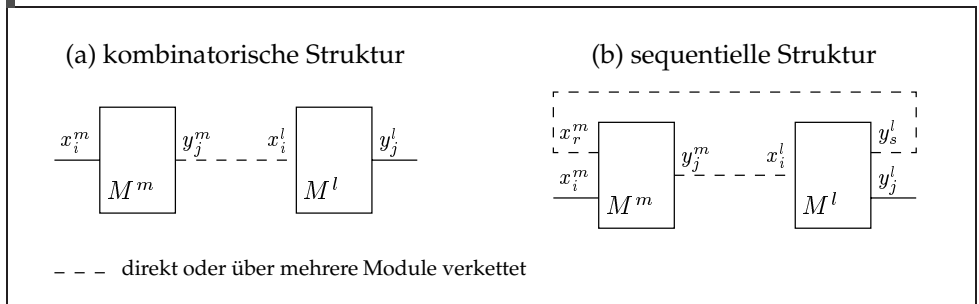 (a) kombinatorische Struktur
(b) sequentielle Struktur
x_i^m
y_j^m
x_i^l
y_j^l
M^m
M^l
x_r^m
y_s^l
y_j^m
x_i^l
x_i^m
y_j^l
M^m
M^l
direkt oder über mehrere Module verkettet